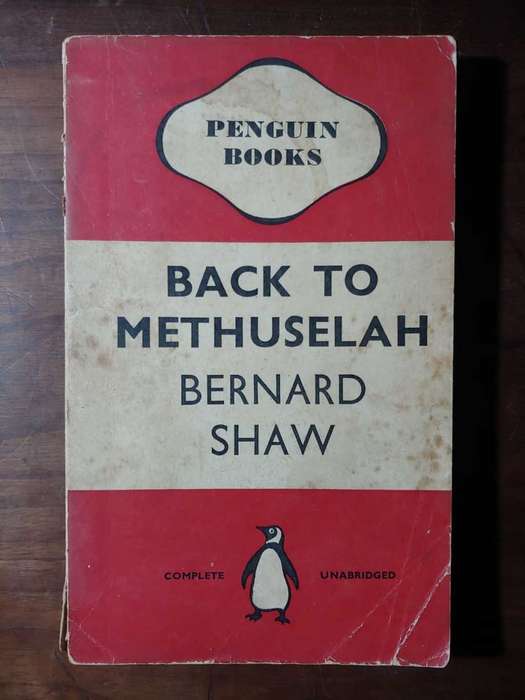 PENGUIN
BOOKS
BACK TO
METHUSELAH
BERNARD
SHAW
COMPLETE UNABRIDGED